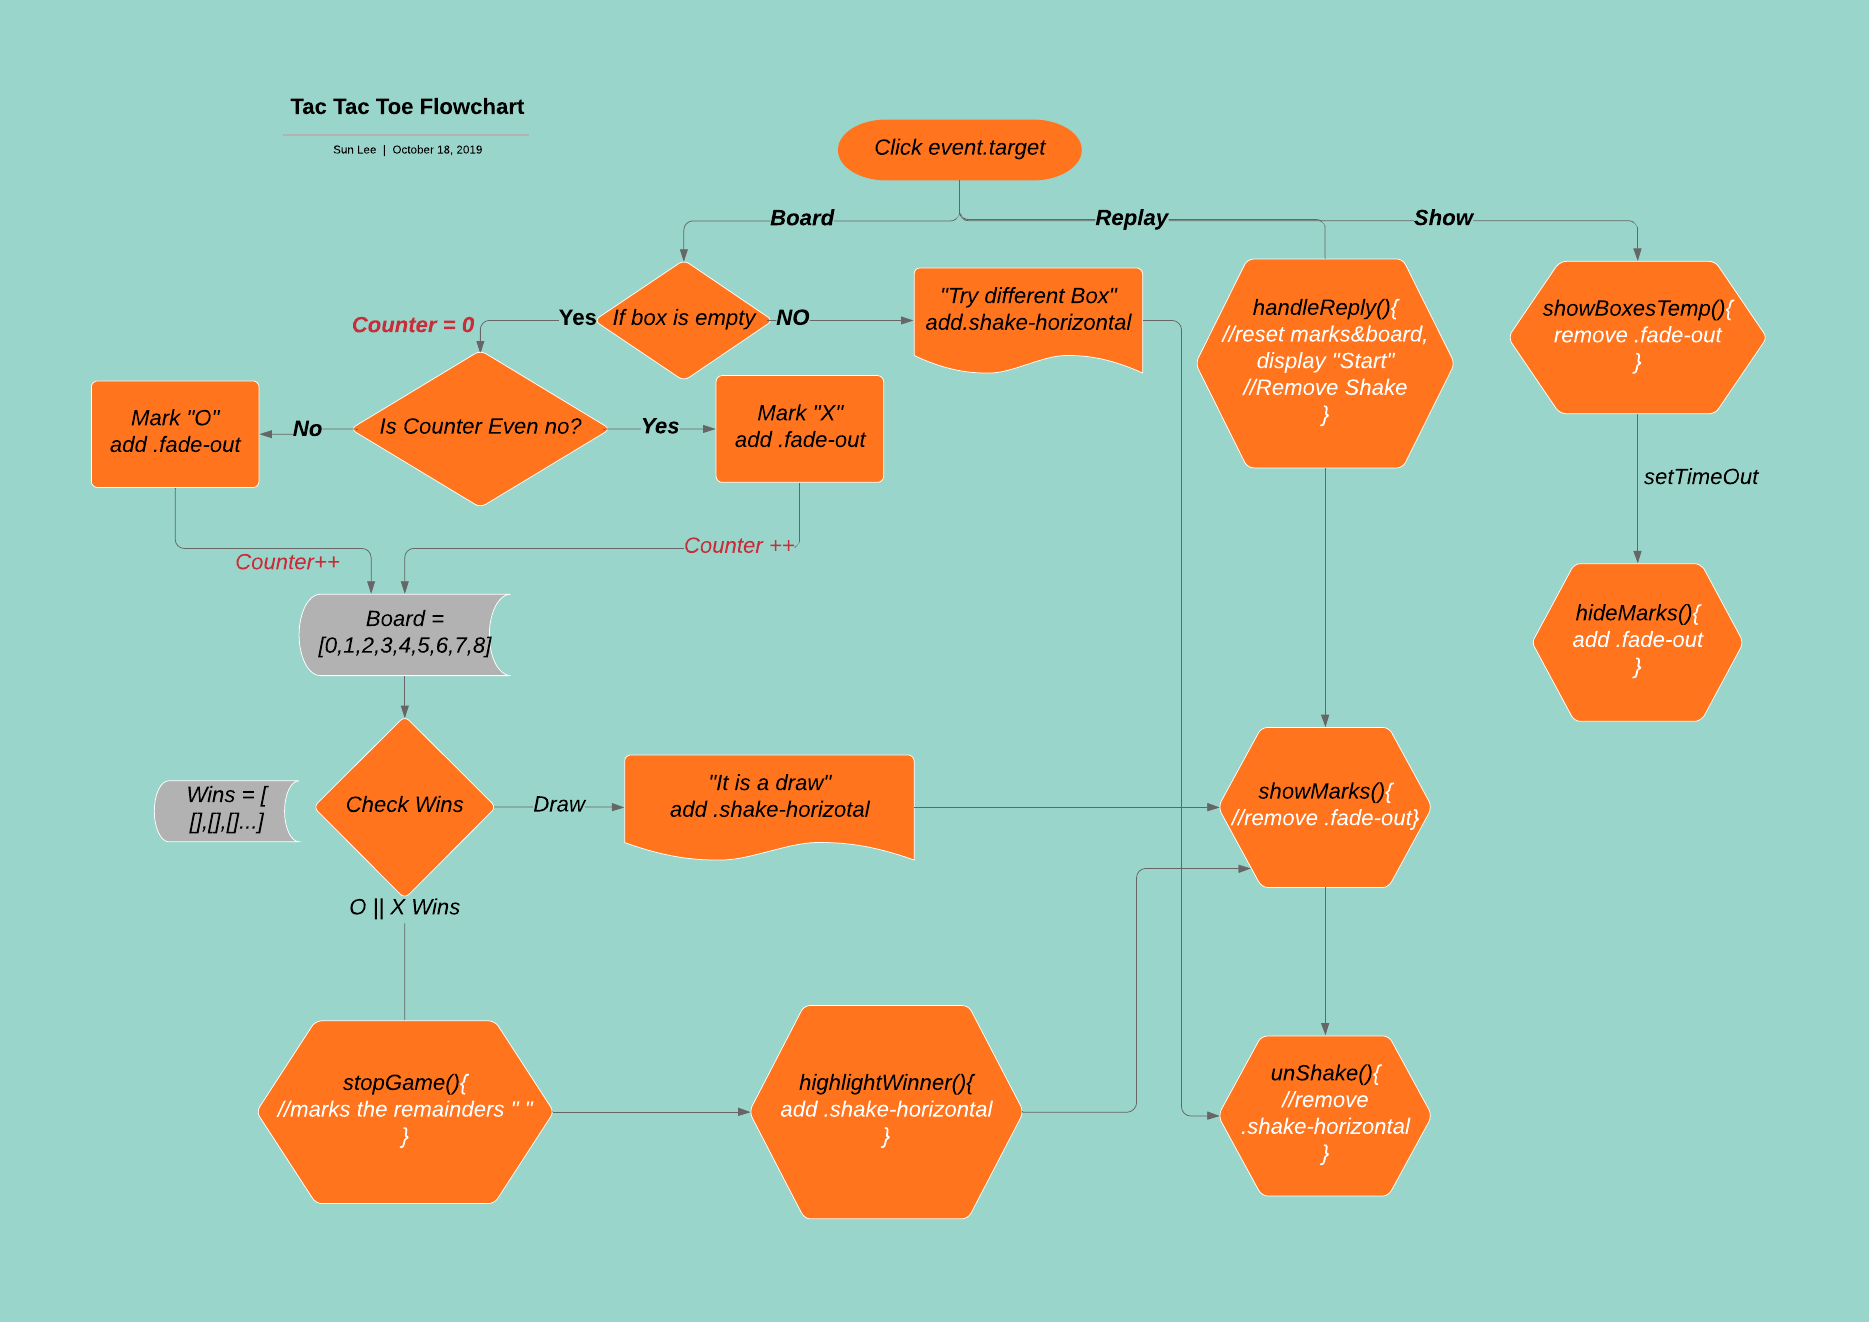 Tac Tac Toe Flowchart
Sun Lee | October 18, 2019
Click event.target
Board
Replay
Show
If box is empty
Yes
NO
Counter = 0
"Try different Box"
add.shake-horizontal
handleReply(){
//reset marks&board,
display "Start"
//Remove Shake
}
showBoxesTemp(){
remove .fade-out
}
Mark "O"
add .fade-out
No
Is Counter Even no?
Yes
Mark "X"
add .fade-out
setTimeOut
Counter++
Counter ++
Board =
[0,1,2,3,4,5,6,7,8]
hideMarks(){
add .fade-out
}
Wins = [
[],[],[]...]
Check Wins
Draw
"It is a draw"
add .shake-horizotal
showMarks(){
//remove .fade-out}
O || X Wins
stopGame(){
//marks the remainders " "
}
highlightWinner(){
add .shake-horizontal
}
unShake(){
//remove
.shake-horizontal
}